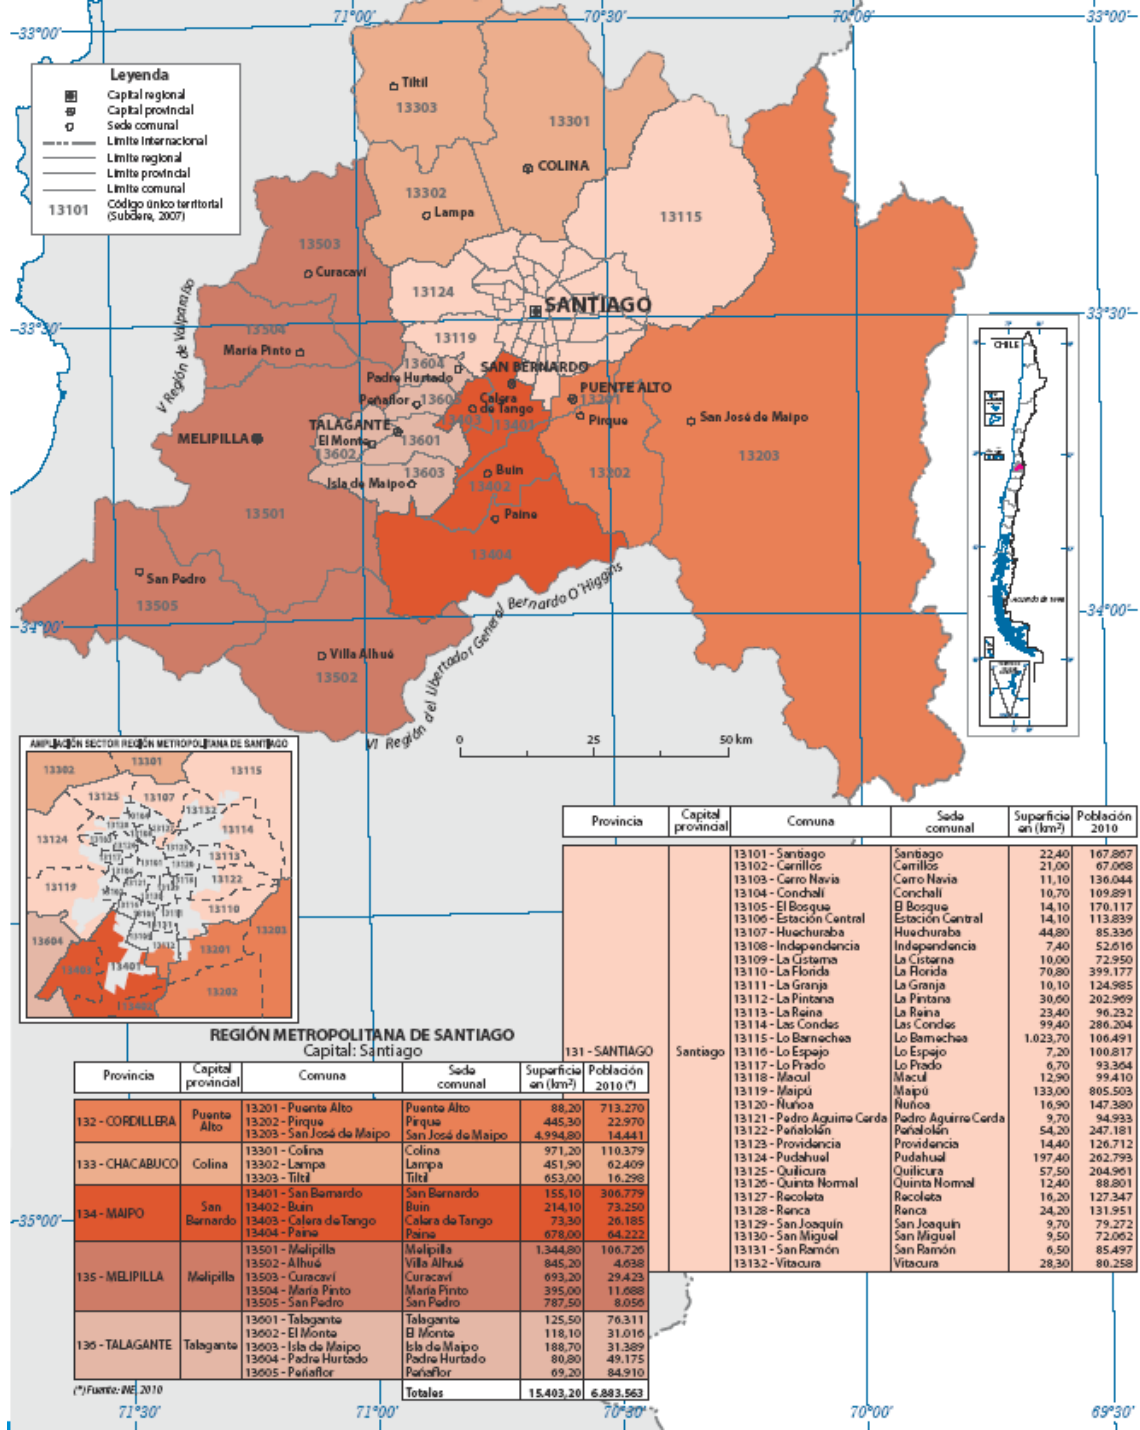 71°00'
70°30'
70°00'
33°00'
33°00'
Leyenda
Capital regional
Capital provincial
Sede comunal
Límite internacional
Límite regional
Límite provincial
Límite comunal
13101 Código único territorial
(Subdere, 2007)
Tiltil
13303
13301
COLINA
13302
Lampa
13115
13503
Curacaví
13124
SANTIAGO
33°30'
33°30'
V Región de Valparaíso
13504
María Pinto
13119
13604
Padre Hurtado
SAN BERNARDO
PUENTE ALTO
13201
Peñaflor
13605
Calera
de Tango
13403
13401
Pirque
San José de Maipo
13203
MELIPILLA
TALAGANTE
El Monte
13602
13601
13603
Isla de Maipo
Buin
13402
13202
13501
Paine
13404
San Pedro
13505
34°00'
34°00'
Villa Alhué
13502
VI Región del Libertador General Bernardo O'Higgins
0 25 50 km
CHILE
Acuerdo de 1998
AMPLIACIÓN SECTOR REGIÓN METROPOLITANA DE SANTIAGO
13302
13301
13115
13125
13107
13132
13124
13114
13113
13122
13119
13110
13604
13203
13201
13401
13403
13202
13402
Provincia Capital provincial Comuna Sede comunal Superficie en (km²) Población 2010
131 - SANTIAGO Santiago
13101 - Santiago Santiago 22,40 167.867
13102 - Cerrillos Cerrillos 21,00 67.068
13103 - Cerro Navia Cerro Navia 11,10 136.044
13104 - Conchalí Conchalí 10,70 109.891
13105 - El Bosque El Bosque 14,10 170.117
13106 - Estación Central Estación Central 14,10 113.839
13107 - Huechuraba Huechuraba 44,80 85.336
13108 - Independencia Independencia 7,40 52.616
13109 - La Cisterna La Cisterna 10,00 72.950
13110 - La Florida La Florida 70,80 399.177
13111 - La Granja La Granja 10,10 124.985
13112 - La Pintana La Pintana 30,60 202.969
13113 - La Reina La Reina 23,40 96.232
13114 - Las Condes Las Condes 99,40 286.204
13115 - Lo Barnechea Lo Barnechea 1.023,70 106.491
13116 - Lo Espejo Lo Espejo 7,20 100.817
13117 - Lo Prado Lo Prado 6,70 93.364
13118 - Macul Macul 12,90 99.410
13119 - Maipú Maipú 133,00 805.503
13120 - Ñuñoa Ñuñoa 16,90 147.380
13121 - Pedro Aguirre Cerda Pedro Aguirre Cerda 9,70 94.933
13122 - Peñalolén Peñalolén 54,20 247.181
13123 - Providencia Providencia 14,40 126.712
13124 - Pudahuel Pudahuel 197,40 262.793
13125 - Quilicura Quilicura 57,50 204.961
13126 - Quinta Normal Quinta Normal 12,40 88.801
13127 - Recoleta Recoleta 16,20 127.347
13128 - Renca Renca 24,20 131.951
13129 - San Joaquín San Joaquín 9,70 79.272
13130 - San Miguel San Miguel 9,50 72.062
13131 - San Ramón San Ramón 6,50 85.497
13132 - Vitacura Vitacura 28,30 80.258
REGIÓN METROPOLITANA DE SANTIAGO
Capital: Santiago
Provincia Capital provincial Comuna Sede comunal Superficie en (km²) Población 2010 (*)
132 - CORDILLERA Puente Alto
13201 - Puente Alto Puente Alto 88,20 713.270
13202 - Pirque Pirque 445,30 22.970
13203 - San José de Maipo San José de Maipo 4.994,80 14.441
133 - CHACABUCO Colina
13301 - Colina Colina 971,20 110.379
13302 - Lampa Lampa 451,90 62.409
13303 - Tiltil Tiltil 653,00 16.298
134 - MAIPO San Bernardo
13401 - San Bernardo San Bernardo 155,10 306.779
13402 - Buin Buin 214,10 73.250
13403 - Calera de Tango Calera de Tango 73,30 26.185
13404 - Paine Paine 678,00 64.222
135 - MELIPILLA Melipilla
13501 - Melipilla Melipilla 1.344,80 106.726
13502 - Alhué Villa Alhué 845,20 4.638
13503 - Curacaví Curacaví 693,20 29.423
13504 - María Pinto María Pinto 395,00 11.688
13505 - San Pedro San Pedro 787,50 8.056
136 - TALAGANTE Talagante
13601 - Talagante Talagante 125,50 76.311
13602 - El Monte El Monte 118,10 31.016
13603 - Isla de Maipo Isla de Maipo 188,70 31.389
13604 - Padre Hurtado Padre Hurtado 80,80 49.175
13605 - Peñaflor Peñaflor 69,20 84.910
Totales 15.403,20 6.883.563
(*) Fuente: INE, 2010
35°00'
71°30'
71°00'
70°30'
70°00'
69°30'